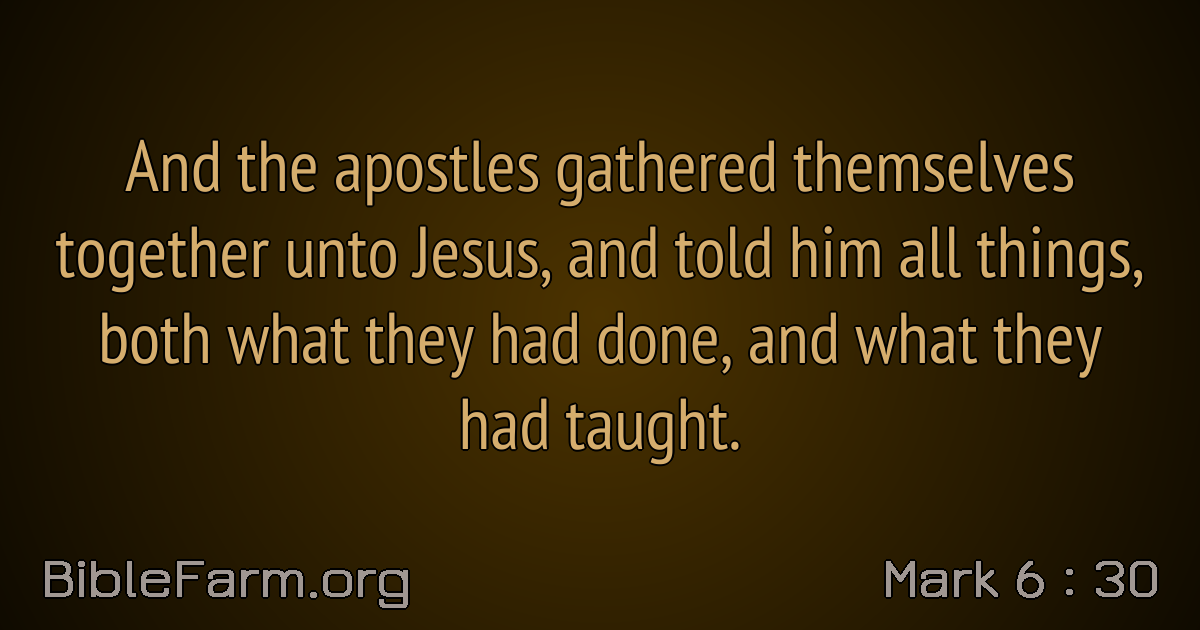 And the apostles gathered themselves
together unto Jesus, and told him all things,
both what they had done, and what they
had taught.
BibleFarm.org
Mark 6 : 30